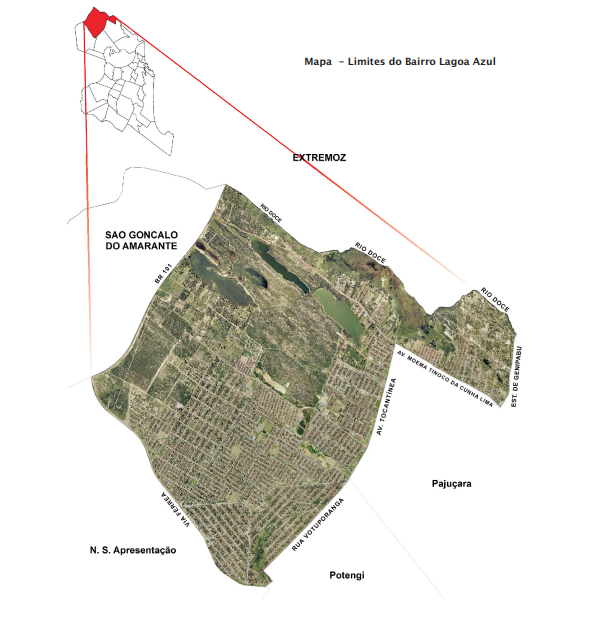 Mapa - Limites do Bairro Lagoa Azul
EXTREMOZ
RIO DOCE
SAO GONCALO
DO AMARANTE
RIO DOCE
BR 101
RIO DOCE
AV. MOEMA TINOCO DA CUNHA LIMA
EST. DE GENIPABU
AV. TOCANTÍNEA
Pajuçara
VIA FERREA
RUA VOTUPORANGA
N. S. Apresentação
Potengi